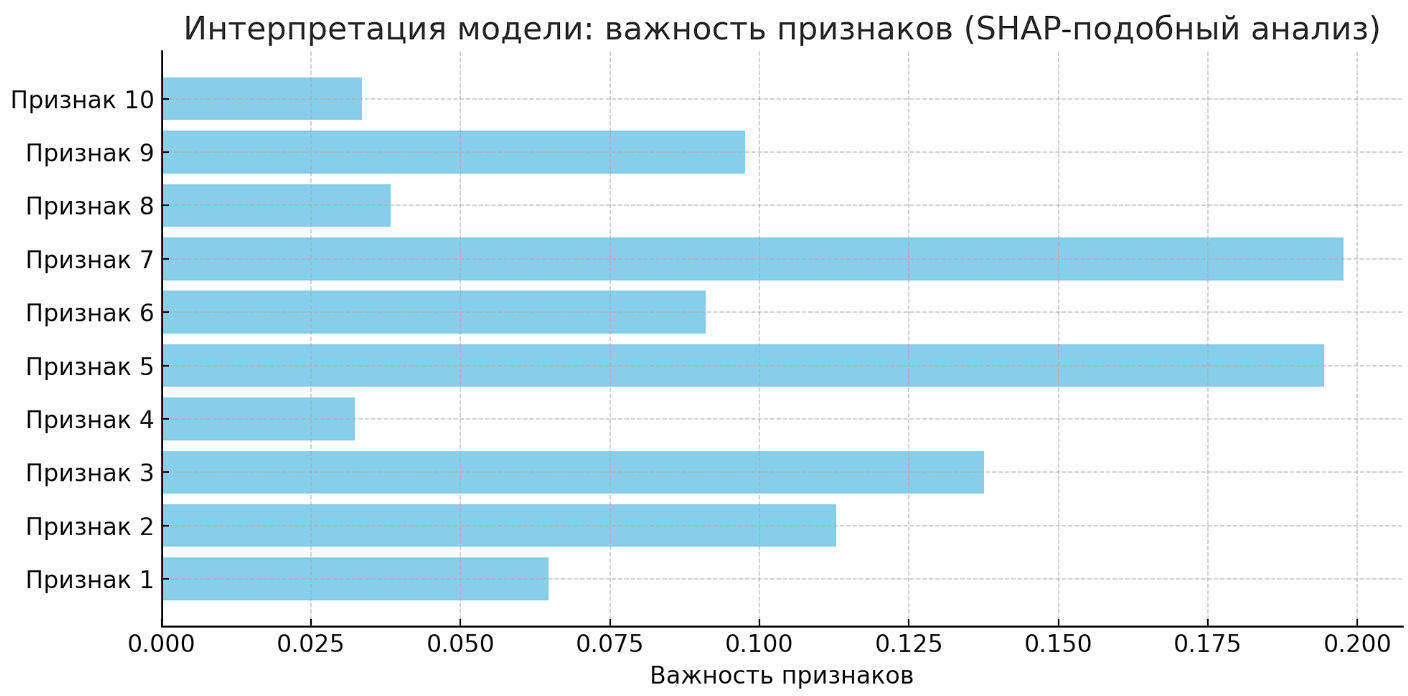 Интерпретация модели: важность признаков (SHAP-подобный анализ)
Признак 10
Признак 9
Признак 8
Признак 7
Признак 6
Признак 5
Признак 4
Признак 3
Признак 2
Признак 1
0.000 0.025 0.050 0.075 0.100 0.125 0.150 0.175 0.200
Важность признаков